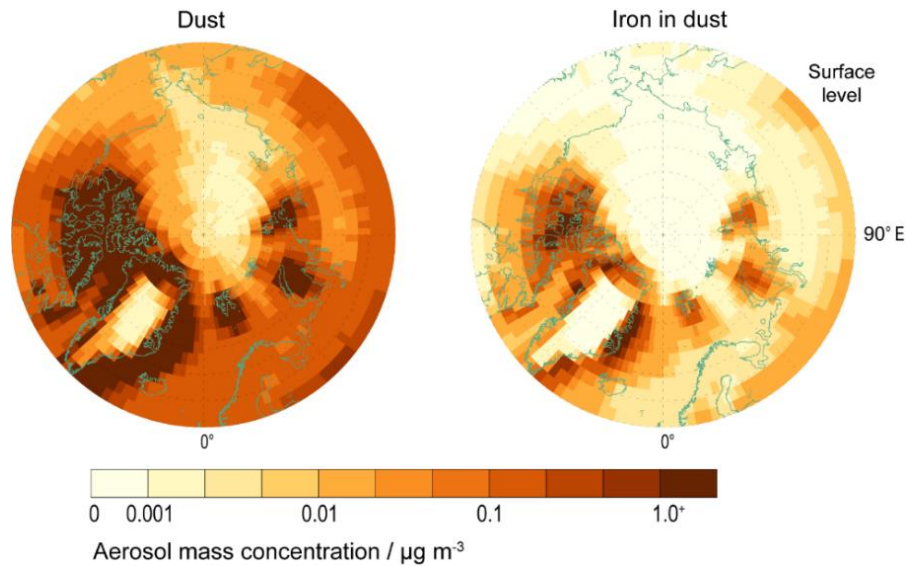 Dust
Iron in dust
Surface
level
90° E
0°
0°
0 0.001 0.01 0.1 1.0⁺
Aerosol mass concentration / µg m⁻³